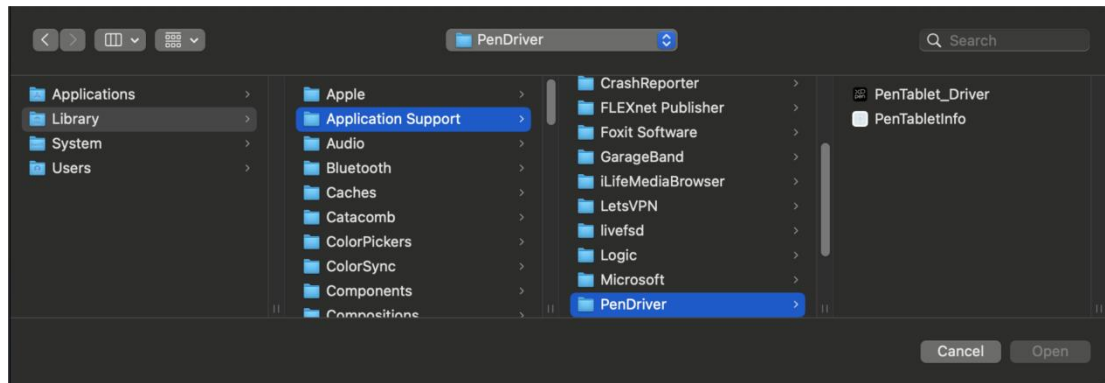 PenDriver
Search
Applications
Library
System
Users
Apple
Application Support
Audio
Bluetooth
Caches
Catacomb
ColorPickers
ColorSync
Components
Compositions
CrashReporter
FLEXnet Publisher
Foxit Software
GarageBand
iLifeMediaBrowser
LetsVPN
livefsd
Logic
Microsoft
PenDriver
PenTablet_Driver
PenTabletInfo
Cancel
Open